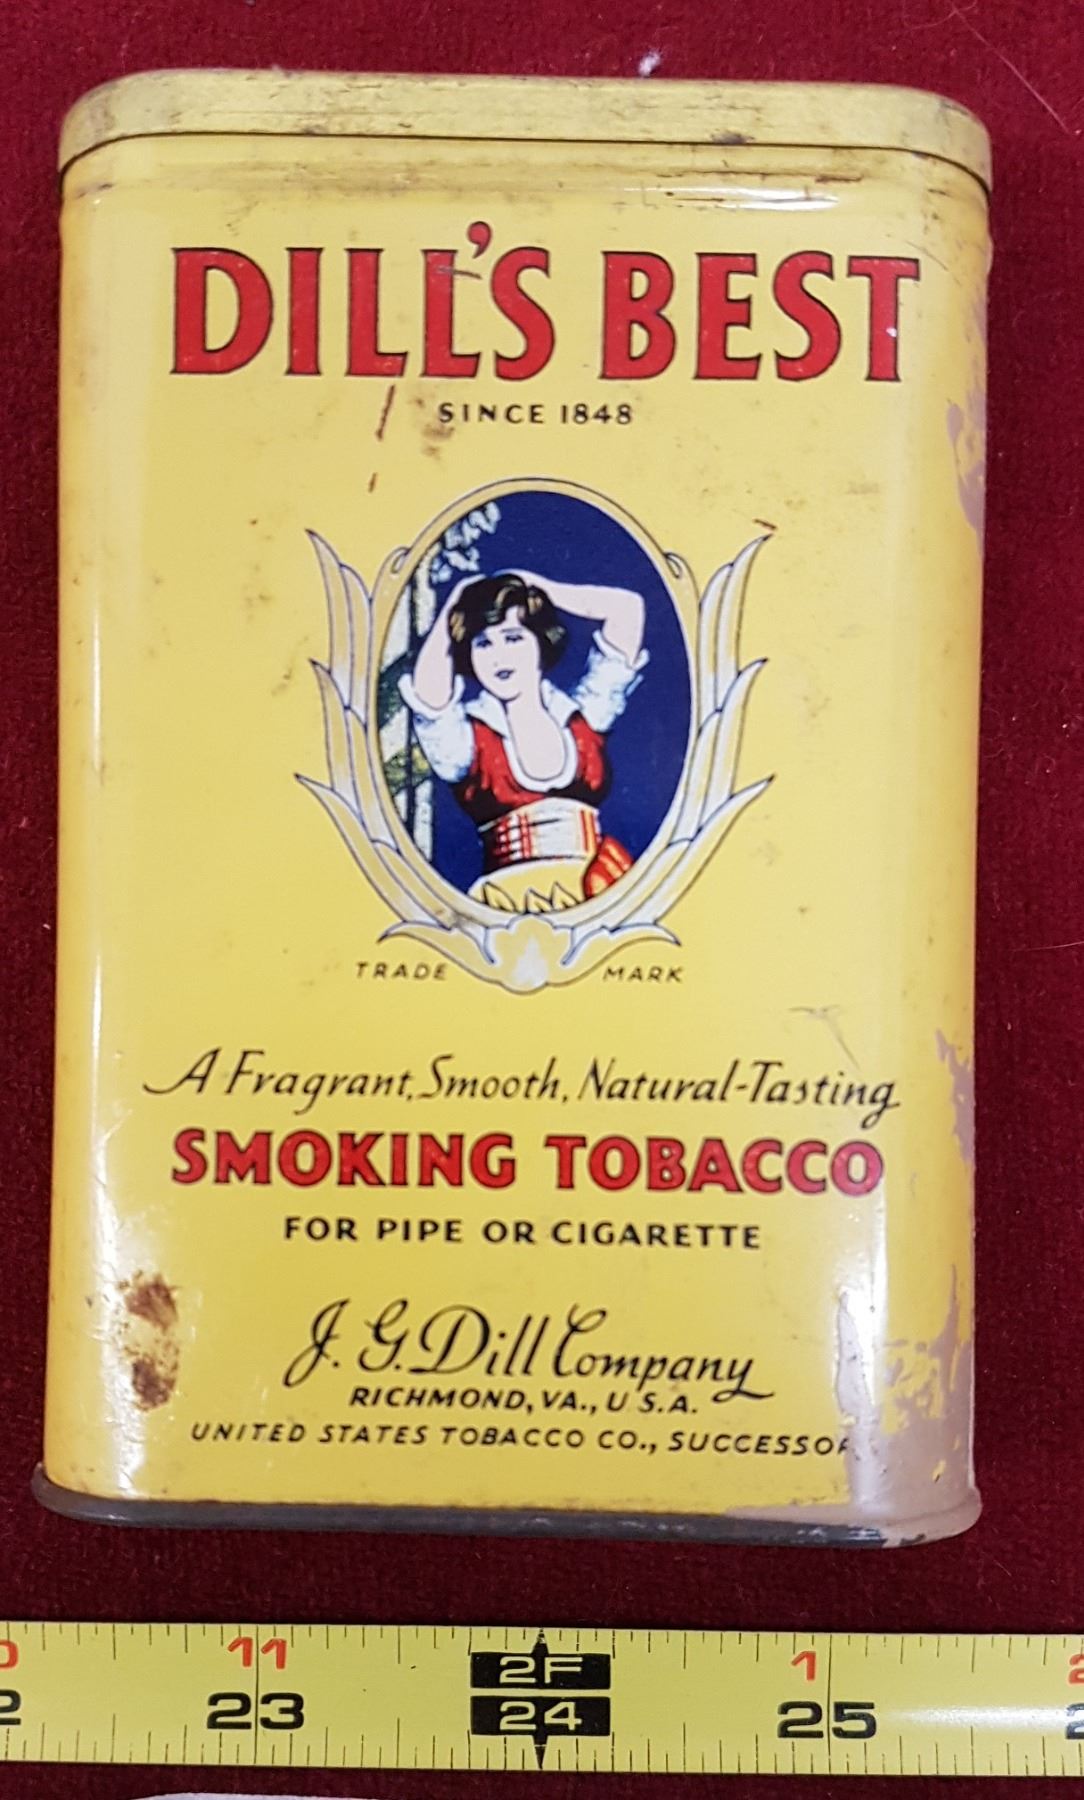 DILL'S BEST
SINCE 1848
TRADE MARK
A Fragrant, Smooth, Natural-Tasting
SMOKING TOBACCO
FOR PIPE OR CIGARETTE
J. G. Dill Company
RICHMOND, VA., U.S.A.
UNITED STATES TOBACCO CO., SUCCESSOR
11 2F 1
23 24 25